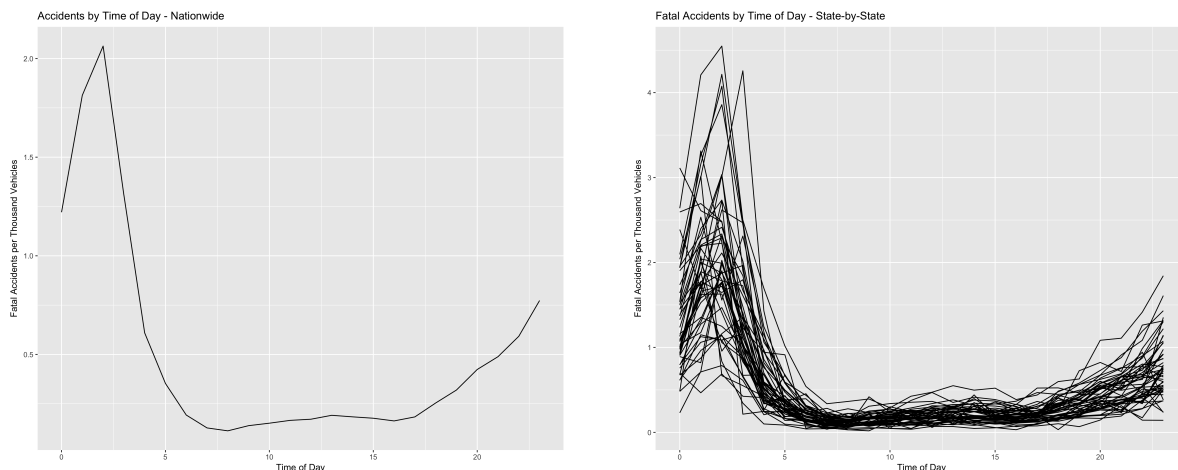 Accidents by Time of Day - Nationwide
Fatal Accidents per Thousand Vehicles
2.0
1.5
1.0
0.5
0 5 10 15 20
Time of Day
Fatal Accidents by Time of Day - State-by-State
Fatal Accidents per Thousand Vehicles
4
3
2
1
0
0 5 10 15 20
Time of Day